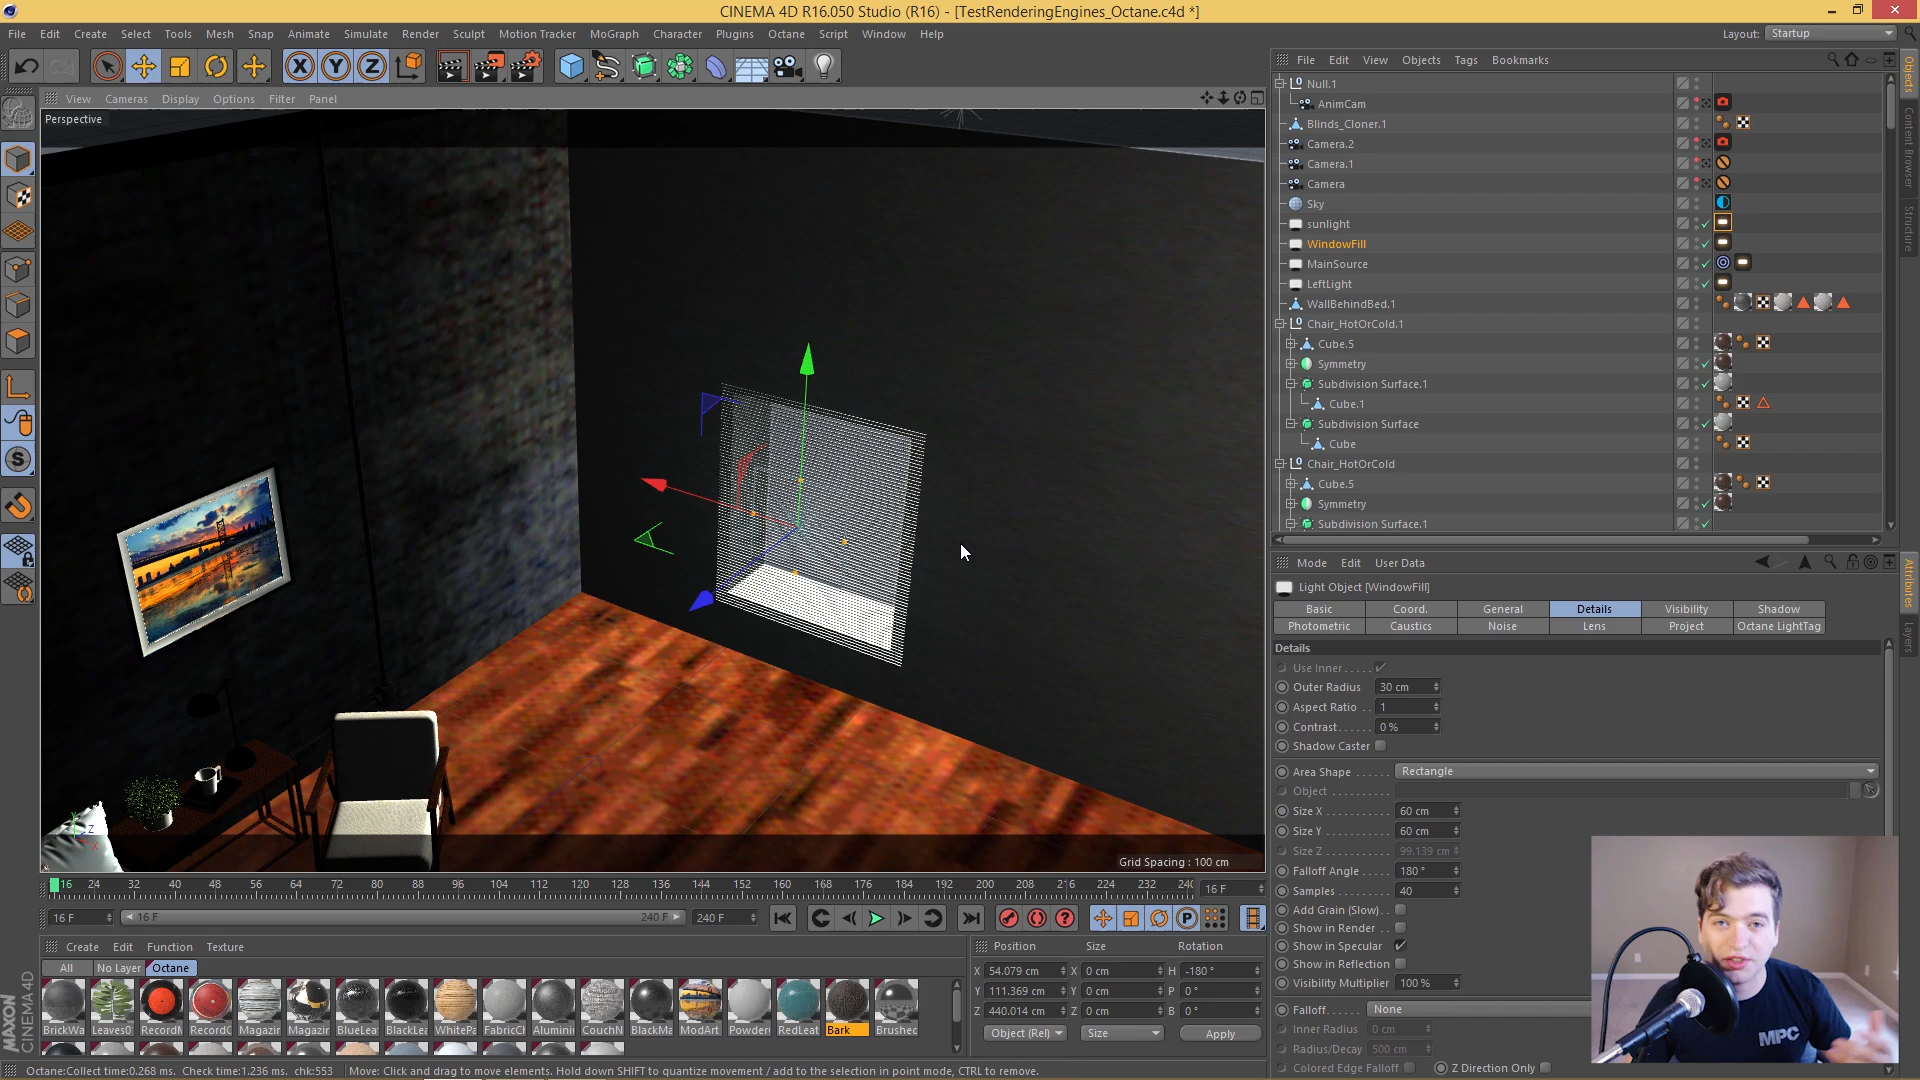 CINEMA 4D R16.050 Studio (R16) - [TestRenderingEngines_Octane.c4d *]
File Edit Create Select Tools Mesh Snap Animate Simulate Render Sculpt Motion Tracker MoGraph Character Plugins Octane Script Window Help
Layout: Startup
File Edit View Objects Tags Bookmarks
View Cameras Display Options Filter Panel
Perspective
Null.1
AnimCam
Blinds_Cloner.1
Camera.2
Camera.1
Camera
Sky
sunlight
WindowFill
MainSource
LeftLight
WallBehindBed.1
Chair_HotOrCold.1
Cube.5
Symmetry
Subdivision Surface.1
Cube.1
Subdivision Surface
Cube
Chair_HotOrCold
Cube.5
Symmetry
Subdivision Surface.1
Objects
Content Browser
Structure
Attributes
Layers
Mode Edit User Data
Light Object [WindowFill]
Basic Coord. General Details Visibility Shadow
Photometric Caustics Noise Lens Project Octane LightTag
Details
Use Inner
Outer Radius 30 cm
Aspect Ratio 1
Contrast 0 %
Shadow Caster
Area Shape Rectangle
Object
Size X 60 cm
Size Y 60 cm
Size Z 99.139 cm
Falloff Angle 180 °
Samples 40
Add Grain (Slow)
Show in Render
Show in Specular
Show in Reflection
Visibility Multiplier 100 %
Falloff None
Inner Radius 0 cm
Radius/Decay 500 cm
Colored Edge Falloff Z Direction Only
MPC
Z
X
Grid Spacing : 100 cm
16 24 32 40 48 56 64 72 80 88 96 104 112 120 128 136 144 152 160 168 176 184 192 200 208 216 224 232 240 16 F
16 F 16 F 240 F 240 F
Create Edit Function Texture
All No Layer Octane
BrickWa Leaves0 RecordM RecordC Magazin Magazin BlueLea BlackLe WhitePa FabricCh Aluminiu CouchN BlackMa ModArt Powder RedLeat Bark Brushec
Position Size Rotation
X 54.079 cm X 0 cm H -180 °
Y 111.369 cm Y 0 cm P 0 °
Z 440.014 cm Z 0 cm B 0 °
Object (Rel) Size Apply
MAXON
CINEMA 4D
Octane:Collect time:0.268 ms. Check time:1.236 ms. chk:553 Move: Click and drag to move elements. Hold down SHIFT to quantize movement / add to the selection in point mode, CTRL to remove.